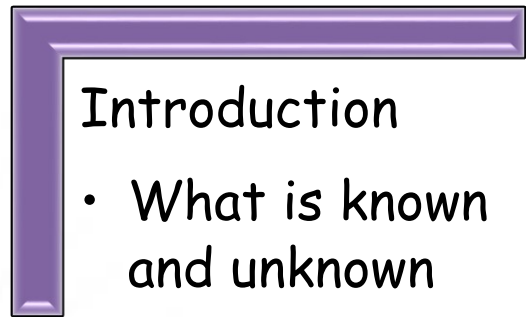 Introduction
• What is known
and unknown